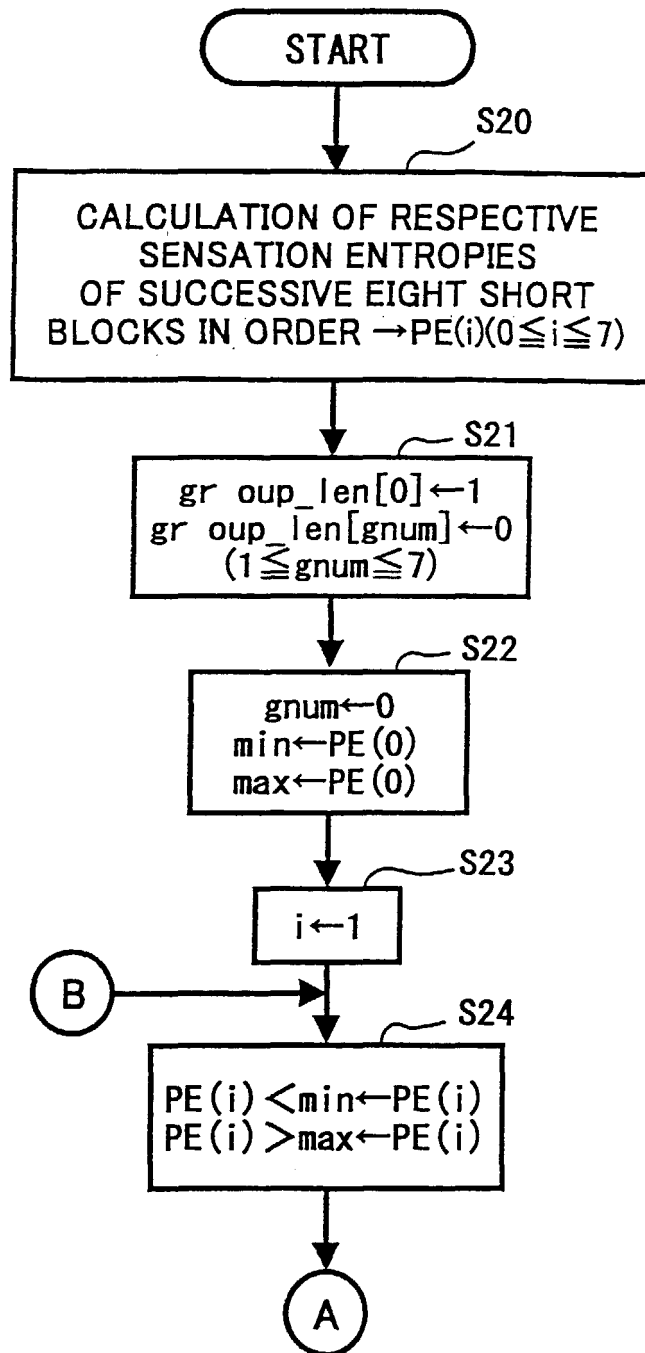 START
S20
CALCULATION OF RESPECTIVE
SENSATION ENTROPIES
OF SUCCESSIVE EIGHT SHORT
BLOCKS IN ORDER →PE(i)(0≦i≦7)
S21
gr oup_len[0]←1
gr oup_len[gnum]←0
(1≦gnum≦7)
S22
gnum←0
min←PE(0)
max←PE(0)
S23
i←1
B
S24
PE(i)<min←PE(i)
PE(i)>max←PE(i)
A